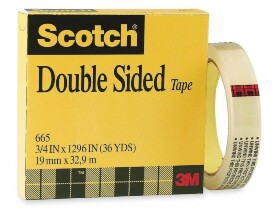 Scotch
Double Sided Tape
665
3/4 IN x 1296 IN (36 YDS)
19 mm x 32,9 m
3M